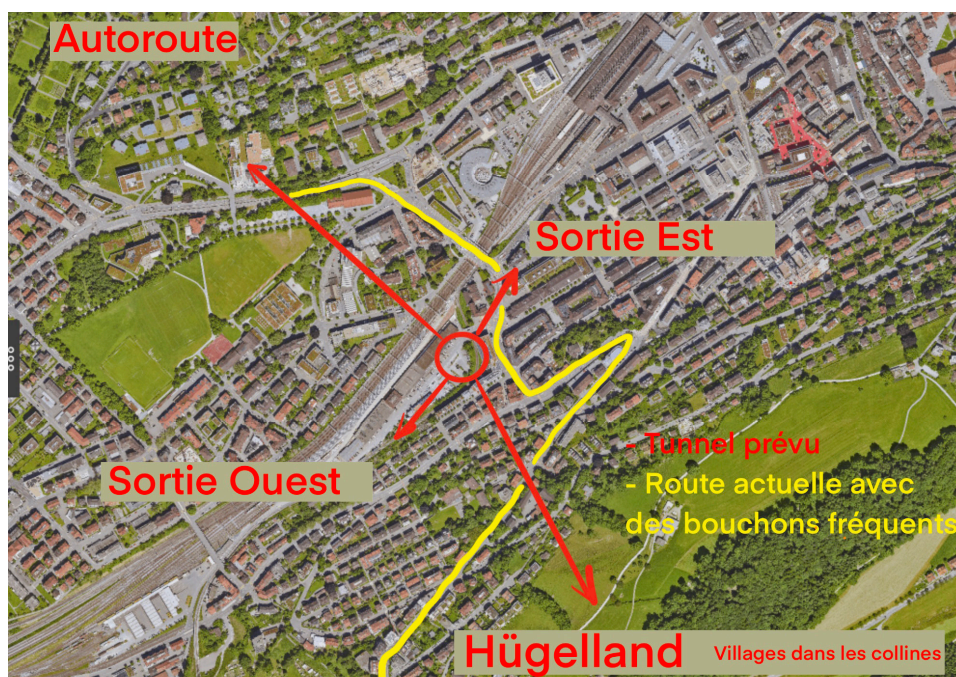 Autoroute
Sortie Est
Sortie Ouest
- Tunnel prévu
- Route actuelle avec
des bouchons fréquents
Hügelland Villages dans les collines